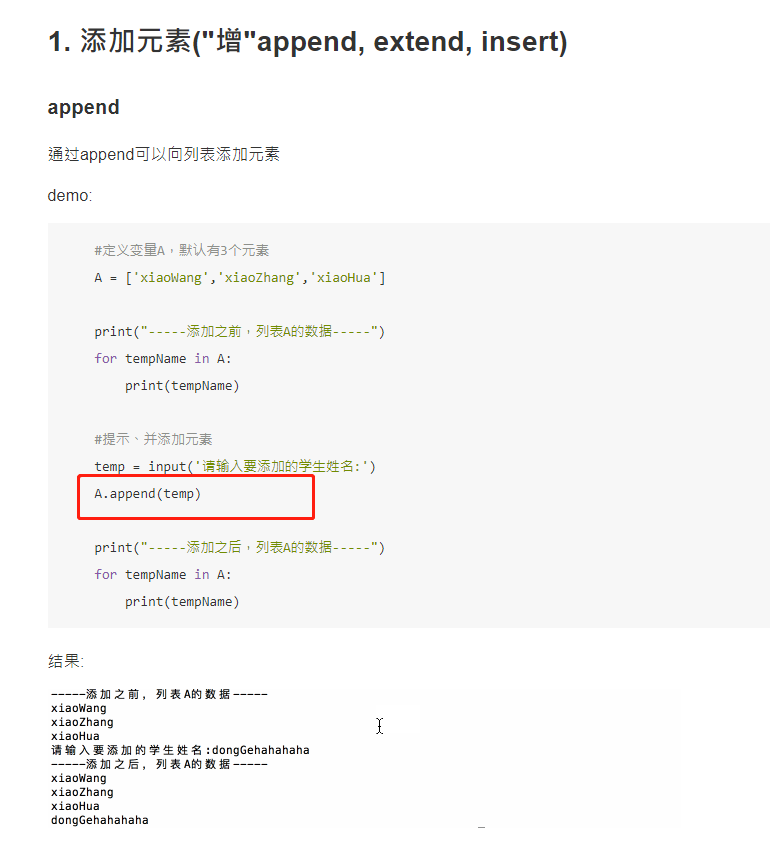 1. 添加元素("增"append, extend, insert)
append
通过append可以向列表添加元素
demo:
#定义变量A，默认有3个元素
A = ['xiaoWang','xiaoZhang','xiaoHua']
print("-----添加之前，列表A的数据-----")
for tempName in A:
    print(tempName)
#提示、并添加元素
temp = input('请输入要添加的学生姓名:')
A.append(temp)
print("-----添加之后，列表A的数据-----")
for tempName in A:
    print(tempName)
结果:
-----添加之前, 列表A的数据-----
xiaoWang
xiaoZhang
xiaoHua
请输入要添加的学生姓名:dongGehahahaha
-----添加之后, 列表A的数据-----
xiaoWang
xiaoZhang
xiaoHua
dongGehahahaha